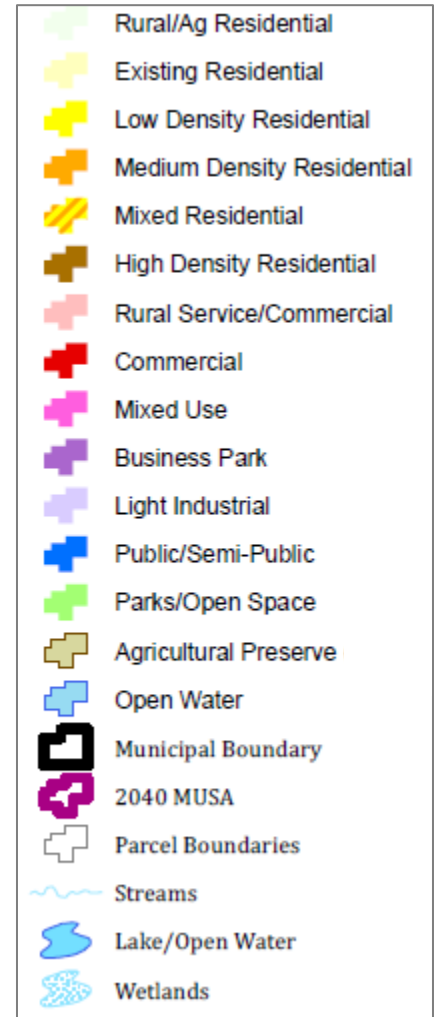 Rural/Ag Residential
Existing Residential
Low Density Residential
Medium Density Residential
Mixed Residential
High Density Residential
Rural Service/Commercial
Commercial
Mixed Use
Business Park
Light Industrial
Public/Semi-Public
Parks/Open Space
Agricultural Preserve
Open Water
Municipal Boundary
2040 MUSA
Parcel Boundaries
Streams
Lake/Open Water
Wetlands